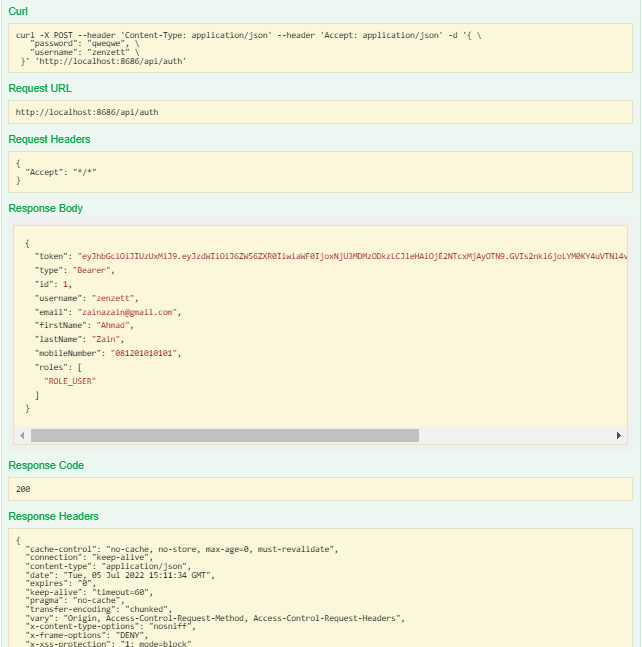 Curl
curl -X POST --header 'Content-Type: application/json' --header 'Accept: application/json' -d '{ \
"password": "qweqwe", \
"username": "zenzett" \
}' 'http://localhost:8686/api/auth'
Request URL
http://localhost:8686/api/auth
Request Headers
{
"Accept": "*/*"
}
Response Body
{
"token": "eyJhbGciOiJIUzUxMiJ9.eyJzdWIiOiJ6ZW56ZXR0IiwiaWF0IjoxNjU3MDMzODkzLCJleHAiOjE2NTcxMjAyOTN9.GVIs2nkl6joLYM0KY4uVTNl4v
"type": "Bearer",
"id": 1,
"username": "zenzett",
"email": "zainazain@gmail.com",
"firstName": "Ahmad",
"lastName": "Zain",
"mobileNumber": "081201010101",
"roles": [
"ROLE_USER"
]
}
Response Code
200
Response Headers
{
"cache-control": "no-cache, no-store, max-age=0, must-revalidate",
"connection": "keep-alive",
"content-type": "application/json",
"date": "Tue, 05 Jul 2022 15:11:34 GMT",
"expires": "0",
"keep-alive": "timeout=60",
"pragma": "no-cache",
"transfer-encoding": "chunked",
"vary": "Origin, Access-Control-Request-Method, Access-Control-Request-Headers",
"x-content-type-options": "nosniff",
"x-frame-options": "DENY",
"x-xss-protection": "1; mode=block"